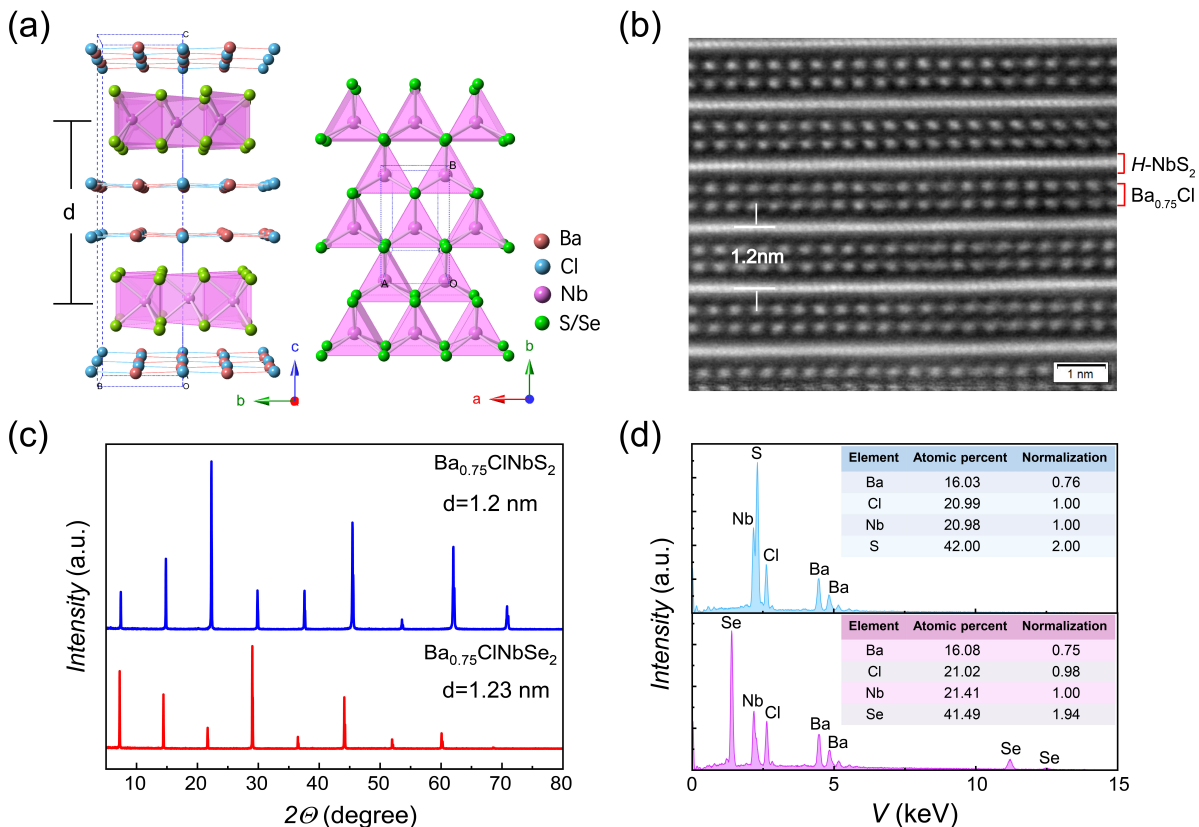 (a)
C
d
B
O
c
b
B
A
O
b
a
Ba
Cl
Nb
S/Se
(b)
1.2nm
1 nm
H-NbS₂
Ba₀.₇₅Cl
(c)
Intensity (a.u.)
Ba₀.₇₅ClNbS₂
d=1.2 nm
Ba₀.₇₅ClNbSe₂
d=1.23 nm
10 20 30 40 50 60 70 80
2Θ (degree)
(d)
Intensity (a.u.)
S
Nb
Cl
Ba
Ba
Element Atomic percent Normalization
Ba 16.03 0.76
Cl 20.99 1.00
Nb 20.98 1.00
S 42.00 2.00
Se
Nb
Cl
Ba
Ba
Se
Se
Element Atomic percent Normalization
Ba 16.08 0.75
Cl 21.02 0.98
Nb 21.41 1.00
Se 41.49 1.94
0 5 10 15
V (keV)